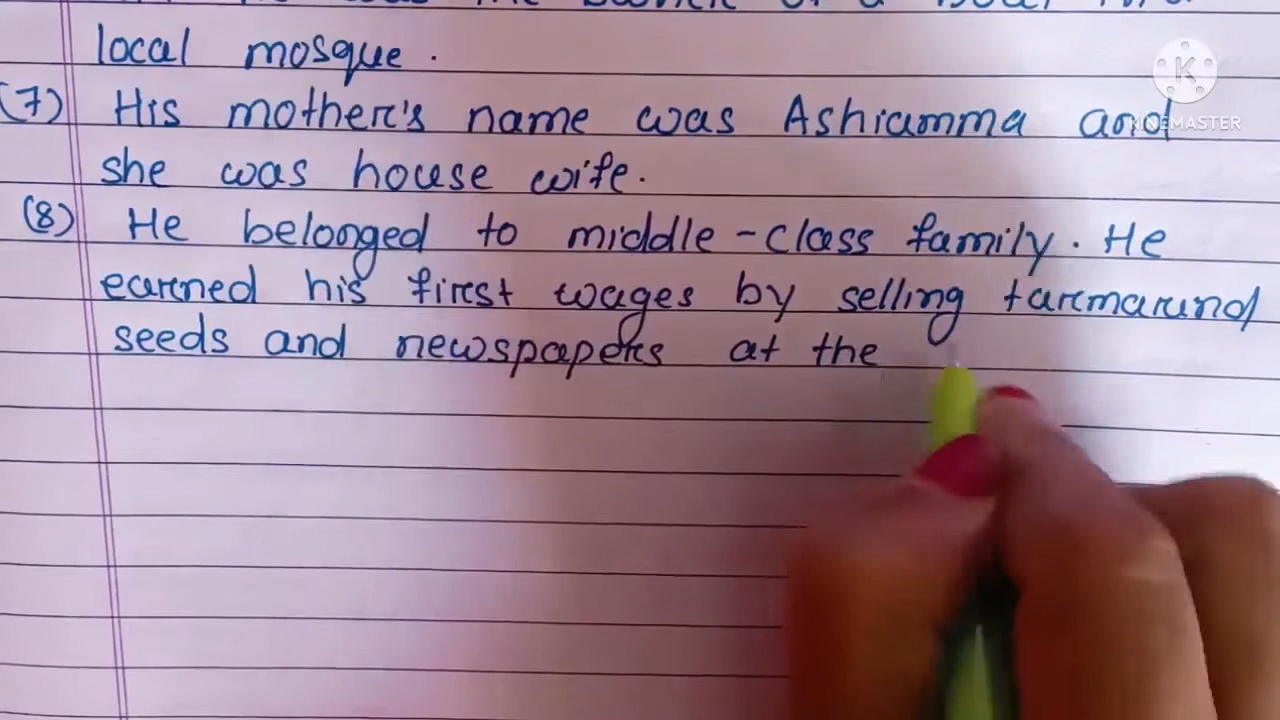 local mosque.
(7) His mother's name was Ashiamma and
she was house wife.
(8) He belonged to middle-class family. He
earned his first wages by selling tarmarund
seeds and newspapers at the
K
KINEMASTER